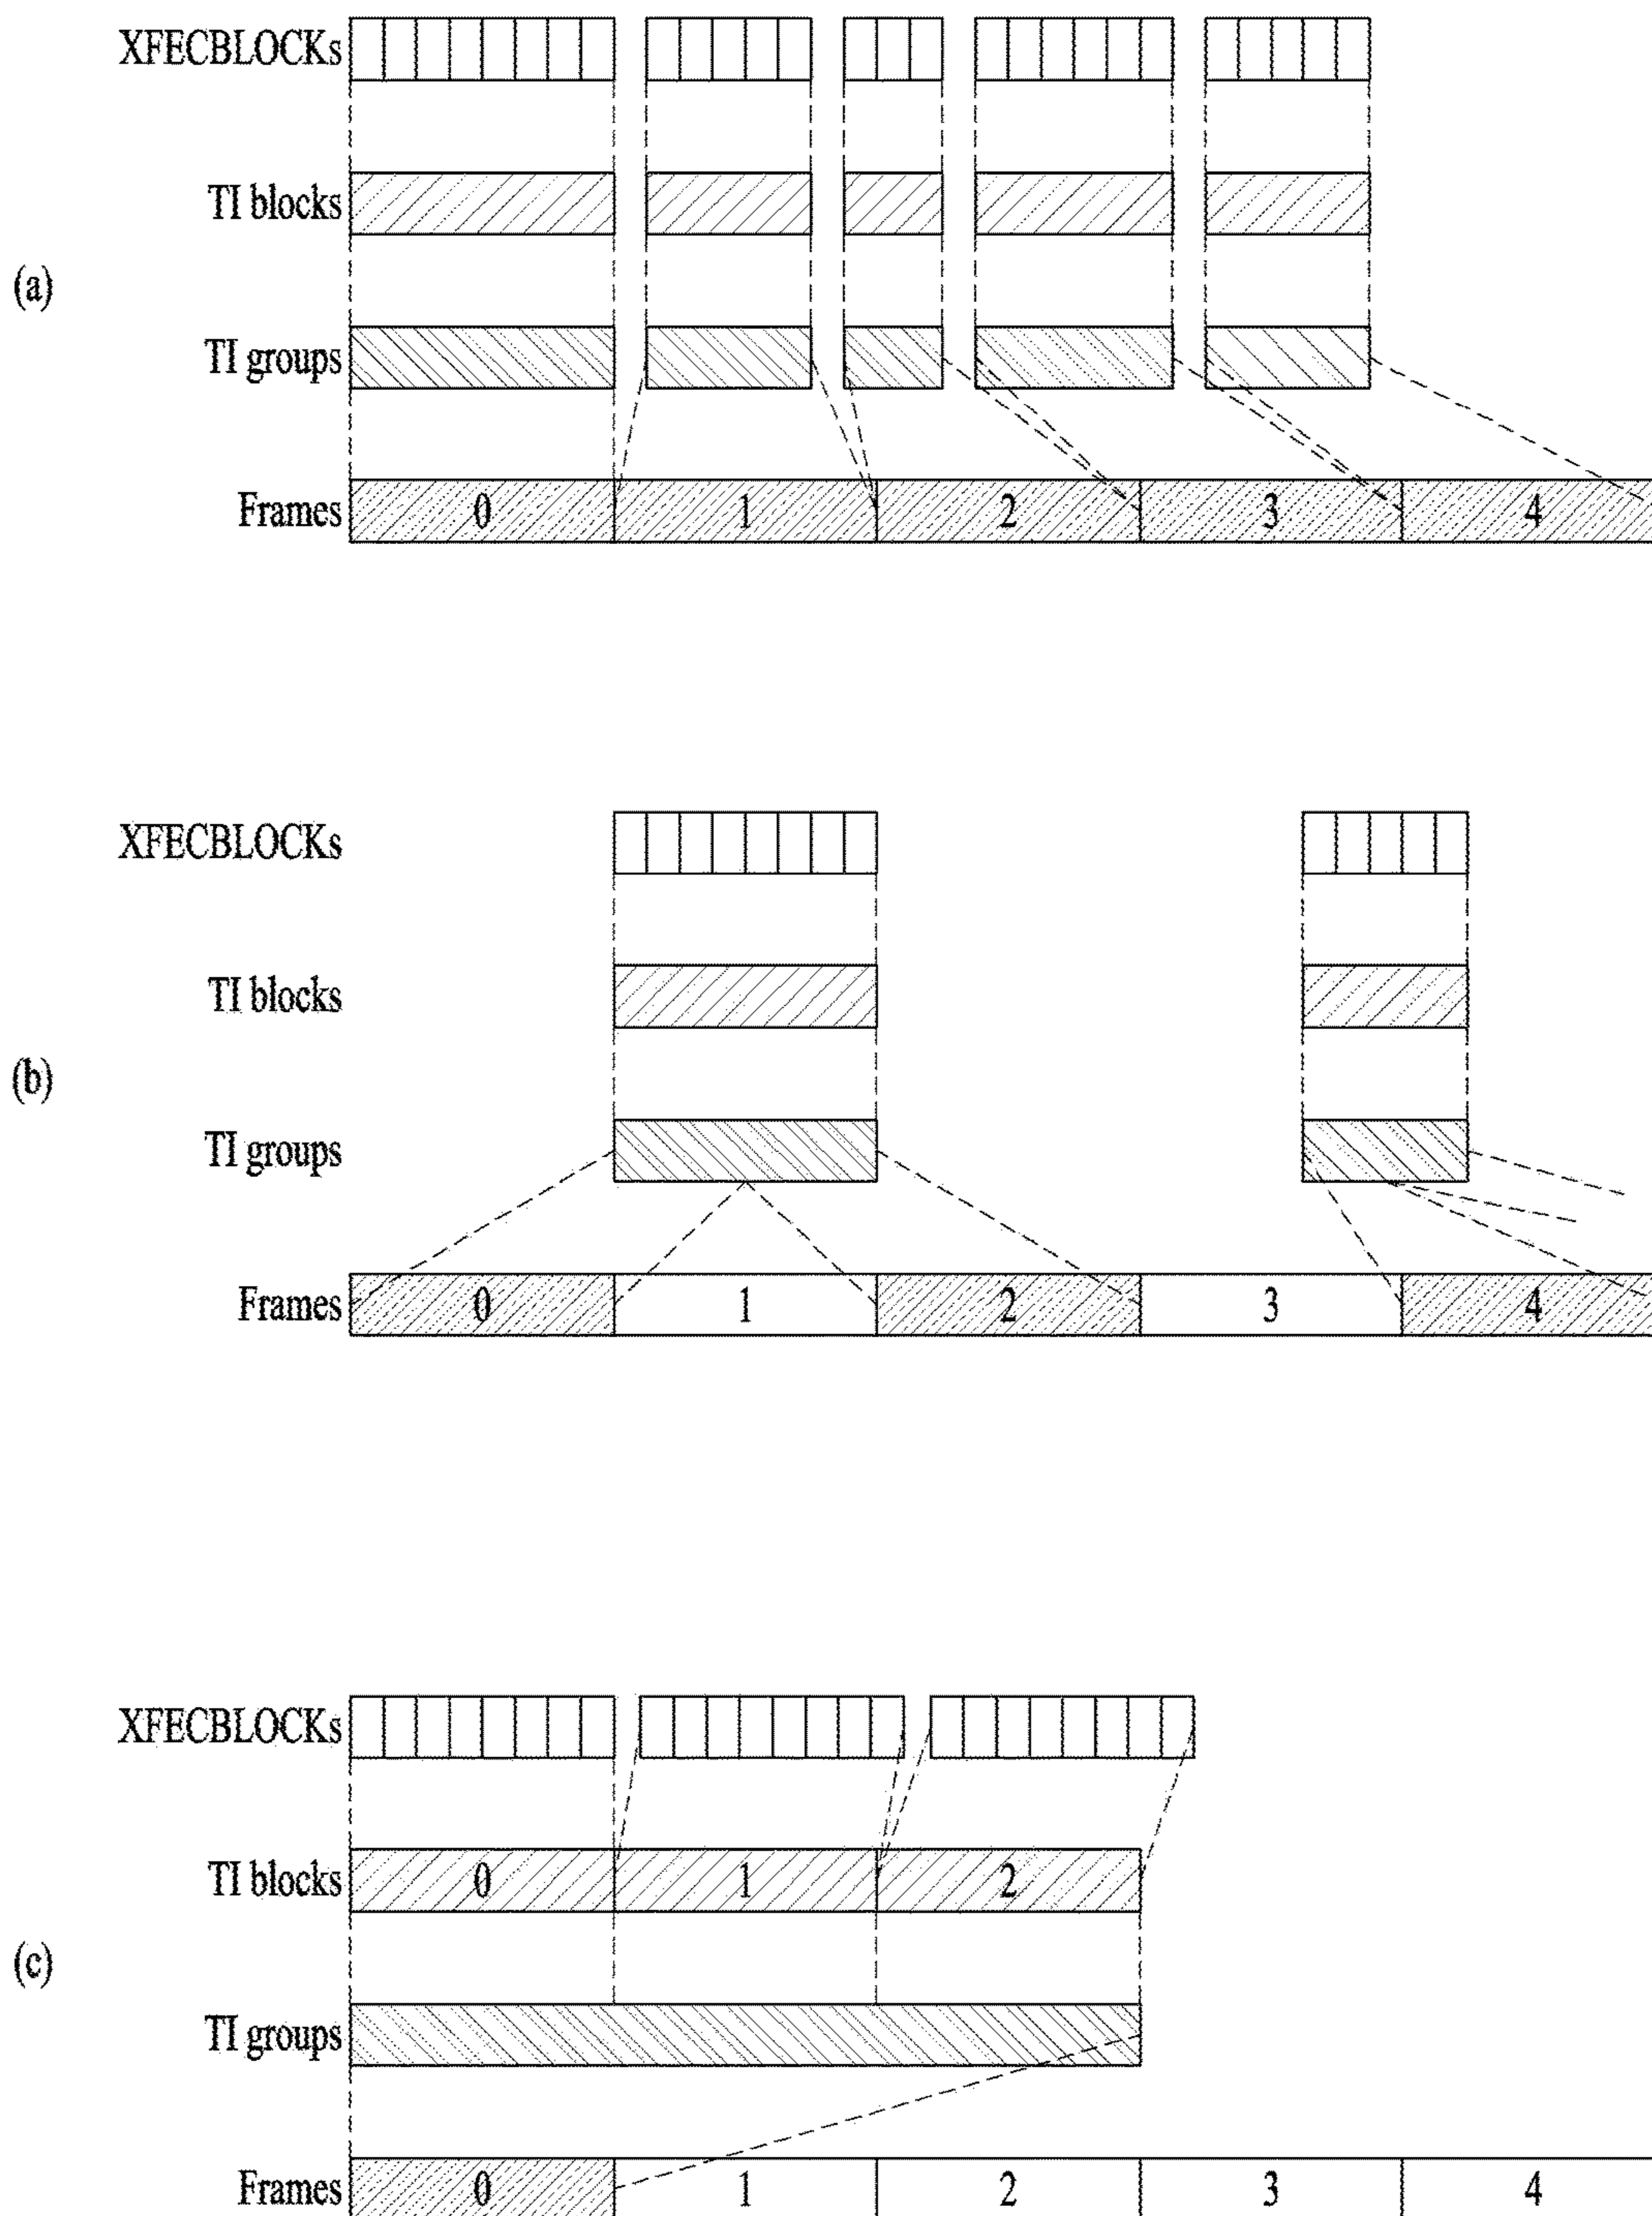 XFECBLOCKs
TI blocks
(a)
TI groups
Frames 0 1 2 3 4
XFECBLOCKs
TI blocks
(b)
TI groups
Frames 0 1 2 3 4
XFECBLOCKs
TI blocks 0 1 2
(c)
TI groups
Frames 0 1 2 3 4